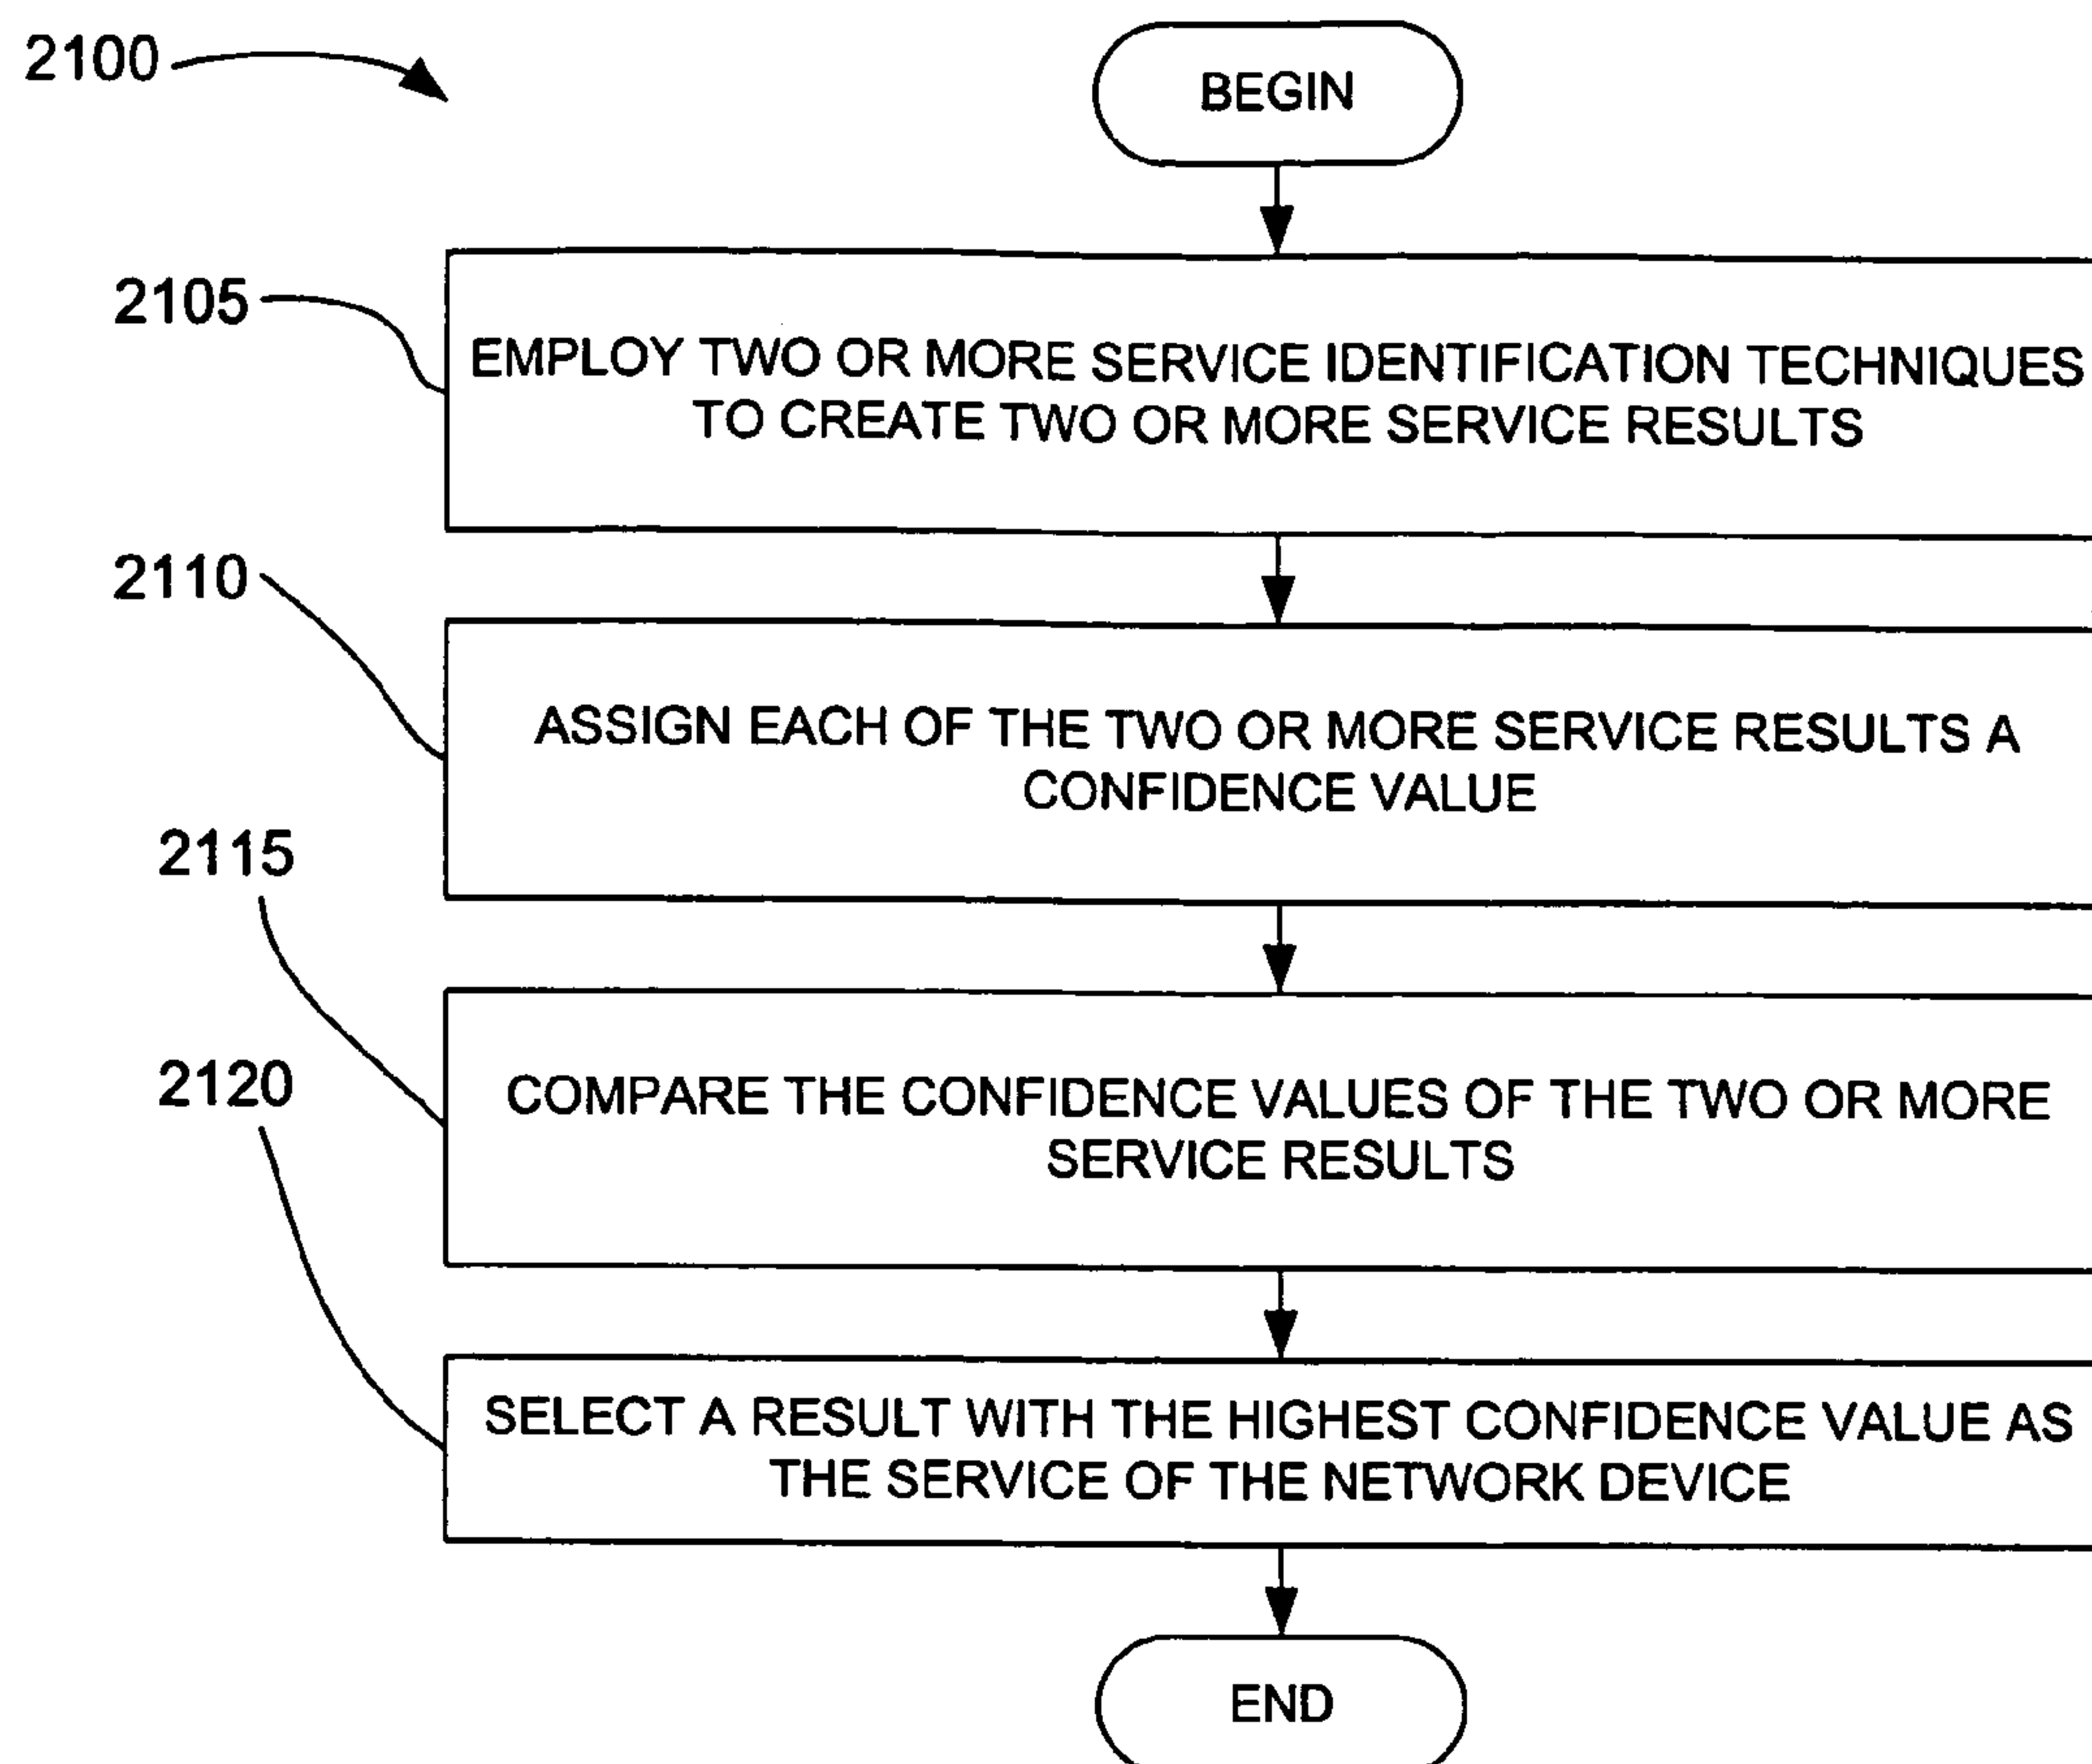 2100
BEGIN
2105
EMPLOY TWO OR MORE SERVICE IDENTIFICATION TECHNIQUES
TO CREATE TWO OR MORE SERVICE RESULTS
2110
ASSIGN EACH OF THE TWO OR MORE SERVICE RESULTS A
CONFIDENCE VALUE
2115
COMPARE THE CONFIDENCE VALUES OF THE TWO OR MORE
SERVICE RESULTS
2120
SELECT A RESULT WITH THE HIGHEST CONFIDENCE VALUE AS
THE SERVICE OF THE NETWORK DEVICE
END